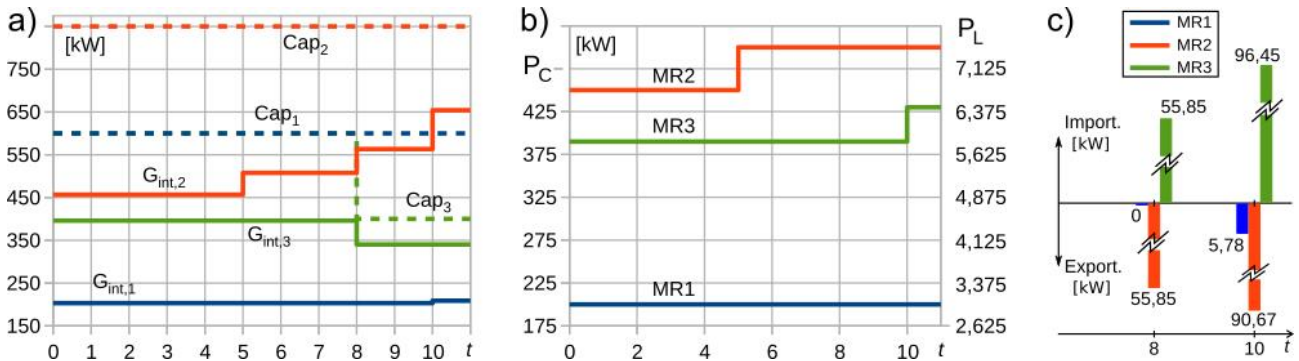 a)
[kW]
Cap2
750
Cap1
650
550
Gint,2
450
Cap3
350
Gint,3
250
Gint,1
150
0 1 2 3 4 5 6 7 8 9 10 t
b)
[kW]
PC
PL
MR2
7,125
425
6,375
MR3
375
5,625
325
4,875
275
4,125
225
3,375
MR1
175
2,625
0 2 4 6 8 10 t
c)
MR1
MR2
MR3
96,45
55,85
Import.
[kW]
0
5,78
Export.
[kW]
55,85
90,67
8 10 t